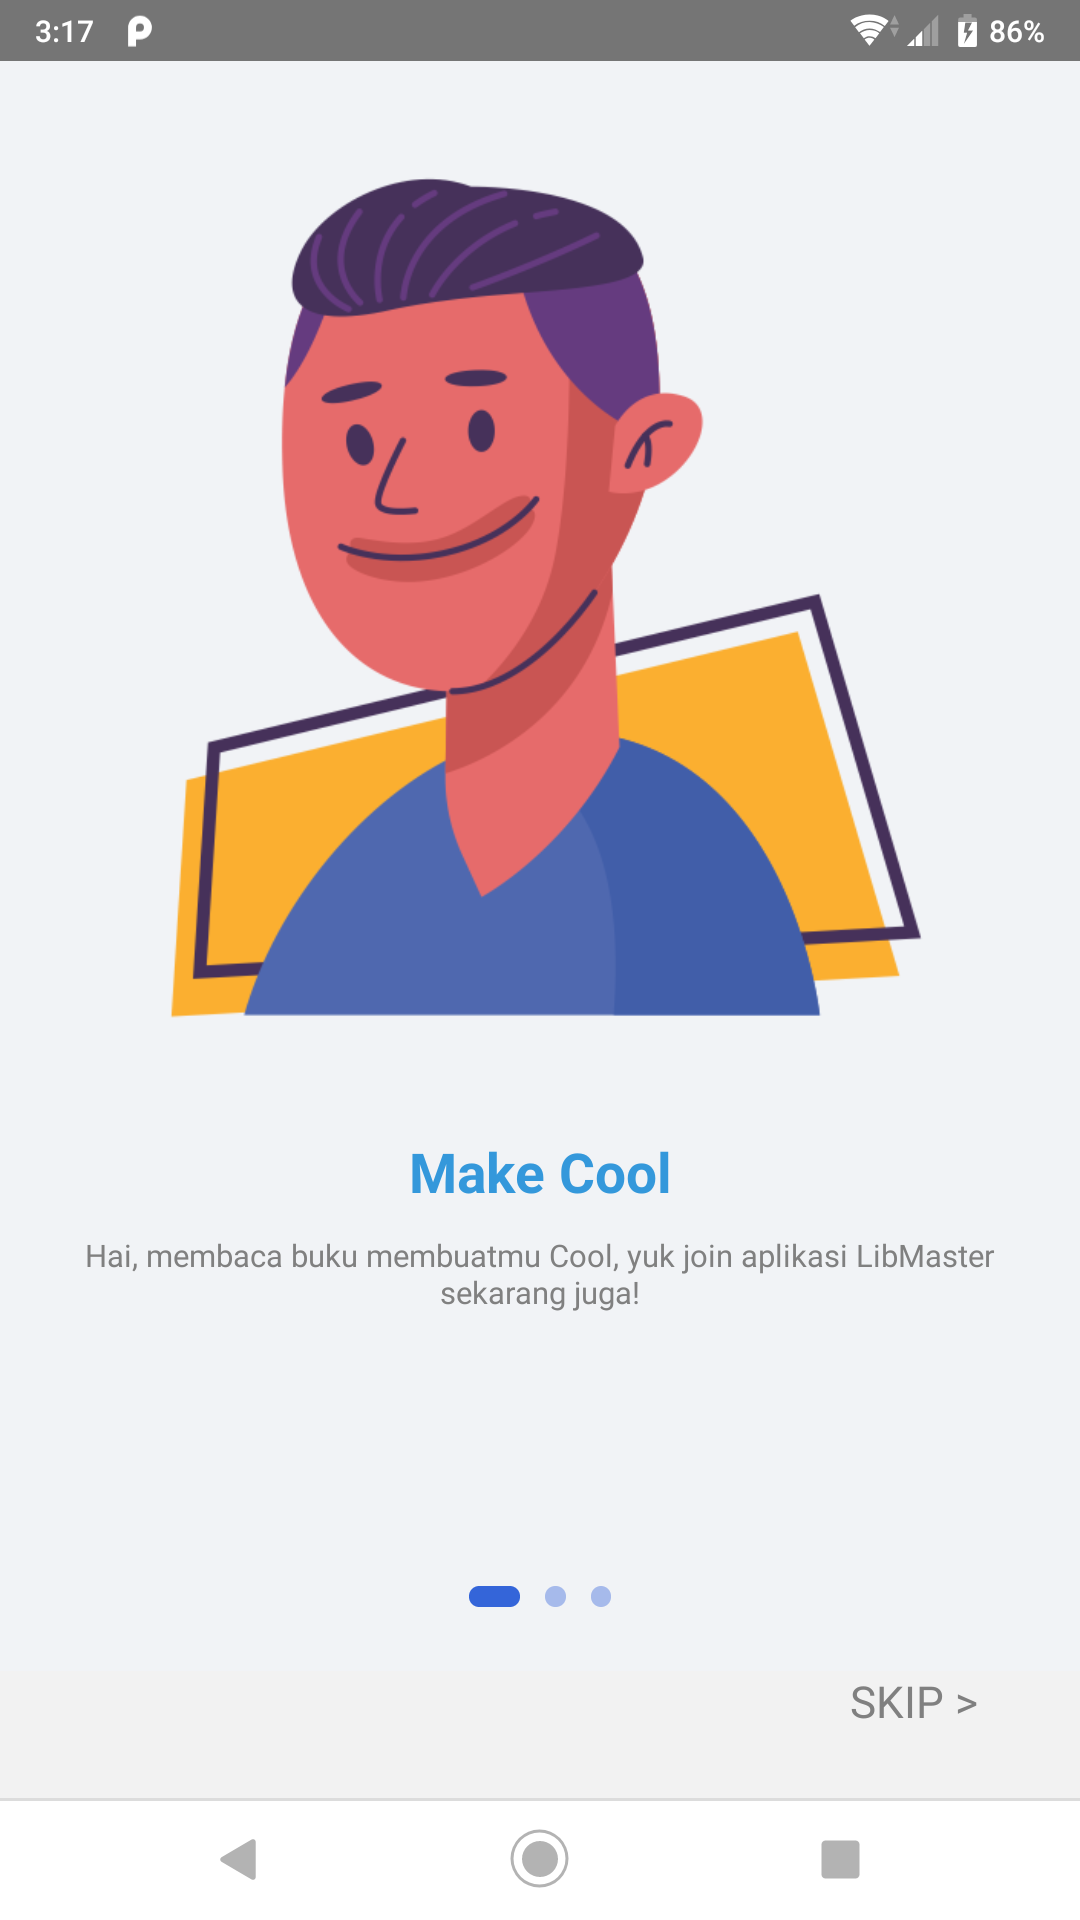 3:17
86%
Make Cool
Hai, membaca buku membuatmu Cool, yuk join aplikasi LibMaster
sekarang juga!
SKIP >